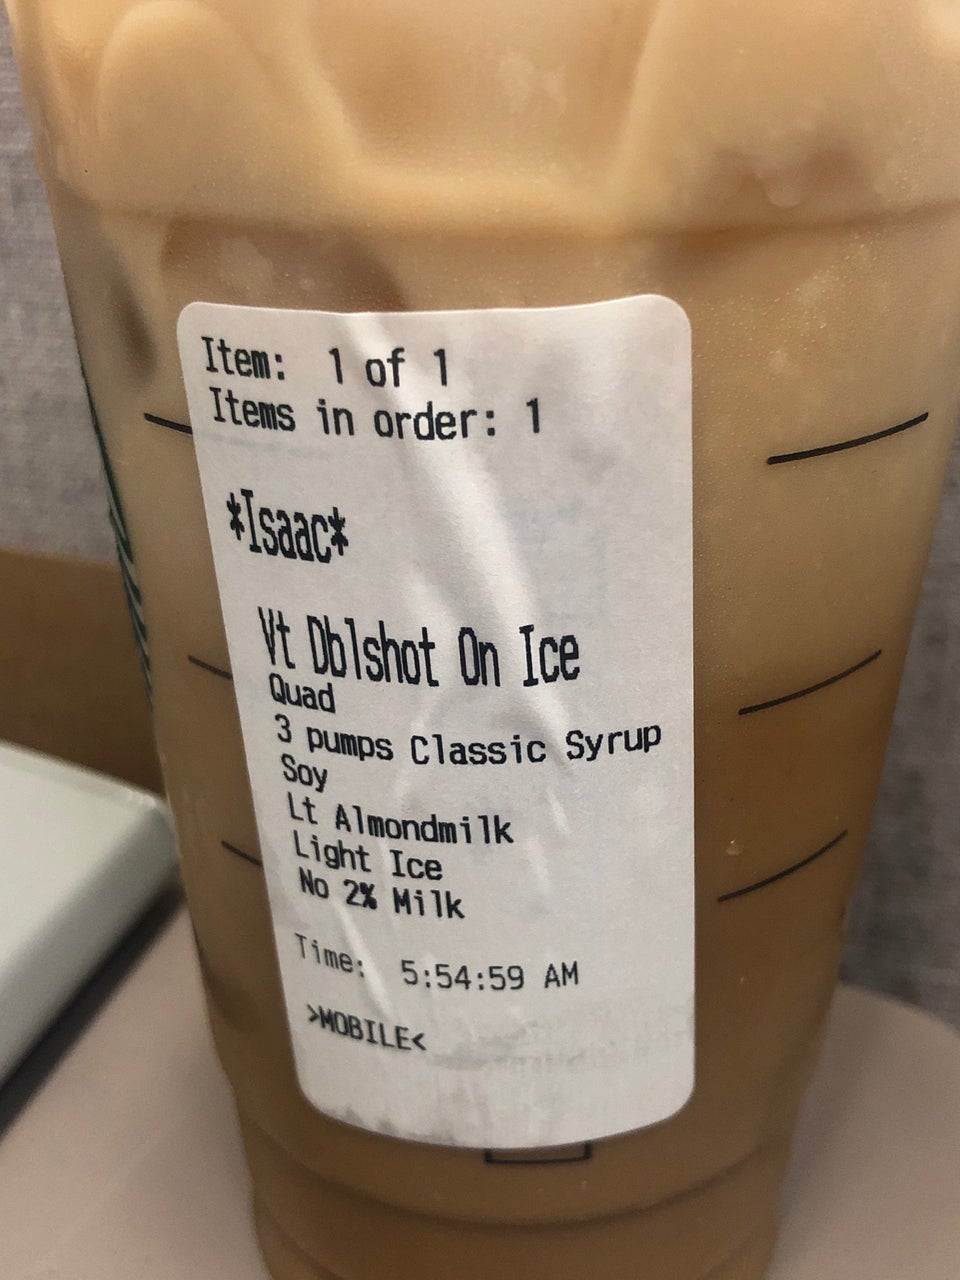 Item: 1 of 1
Items in order: 1
*Isaac*
Vt Dblshot On Ice
Quad
3 pumps Classic Syrup
Soy
Lt Almondmilk
Light Ice
No 2% Milk
Time: 5:54:59 AM
>MOBILE<